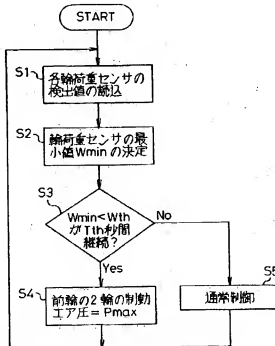 START
S1
各輪荷重センサの
検出値の読込
S2
輪荷重センサの最
小値Wminの決定
S3
Wmin<Wth
がTth秒間
継続?
No
Yes
S4
前輪の2輪の制動
エア圧=Pmax
S5
通常制御